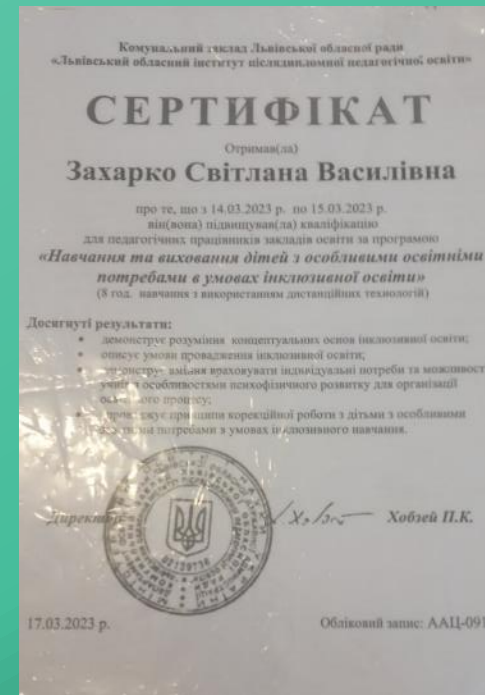 Комунальний заклад Львівської обласної ради
«Львівський обласний інститут післядипломної педагогічної освіти»
СЕРТИФІКАТ
Отримав(ла)
Захарко Світлана Василівна
про те, що з 14.03.2023 р. по 15.03.2023 р.
він(вона) підвищував(ла) кваліфікацію
для педагогічних працівників закладів освіти за програмою
«Навчання та виховання дітей з особливими освітніми
потребами в умовах інклюзивної освіти»
(8 год. навчання з використанням дистанційних технологій)
Досягнуті результати:
• демонструє розуміння концептуальних основ інклюзивної освіти;
• описує умови провадження інклюзивної освіти;
• вміння враховувати індивідуальні потреби та можливості
з особливостями психофізичного розвитку для організації
процесу;
• принципи корекційної роботи з дітьми з особливими
потребами в умовах інклюзивного навчання.
Директор Хобзей П.К.
17.03.2023 р. Обліковий запис: ААЦ-091